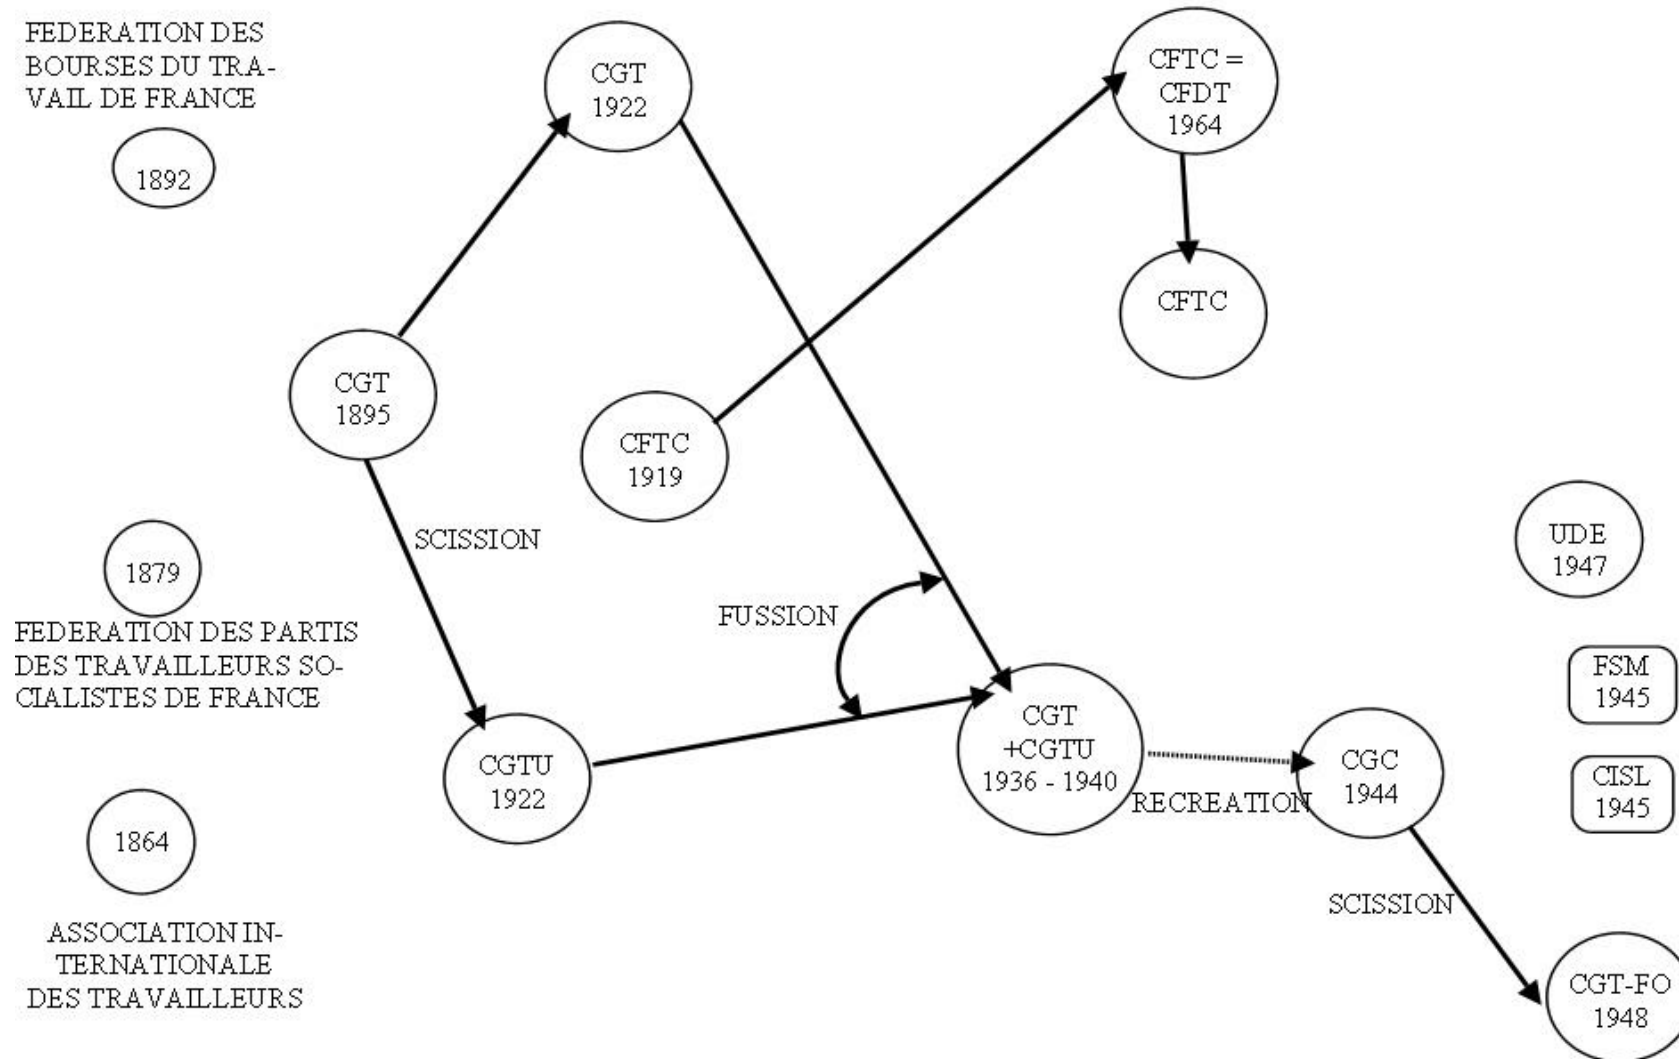 FEDERATION DES
BOURSES DU TRA-
VAIL DE FRANCE
1892
CGT
1922
CFTC =
CFDT
1964
CFTC
CGT
1895
CFTC
1919
SCISSION
1879
FEDERATION DES PARTIS
DES TRAVAILLEURS SO-
CIALISTES DE FRANCE
FUSSION
UDE
1947
FSM
1945
CISL
1945
CGTU
1922
CGT
+CGTU
1936 - 1940
RECREATION
CGC
1944
1864
ASSOCIATION IN-
TERNATIONALE
DES TRAVAILLEURS
SCISSION
CGT-FO
1948